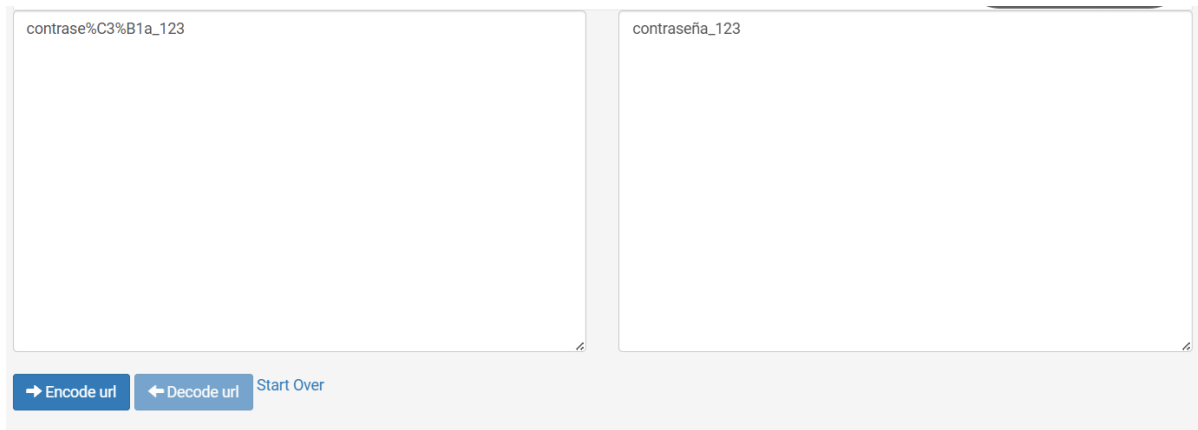 contrase%C3%B1a_123
contraseña_123
Encode url
Decode url
Start Over